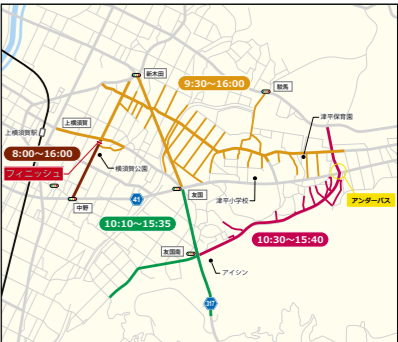 新木田
9:30～16:00
駮馬
上横須賀
津平保育園
上横須賀駅
8:00～16:00
フィニッシュ
横須賀公園
友国
津平小学校
41
中野
アンダーパス
10:10～15:35
10:30～15:40
友国南
アイシン
317